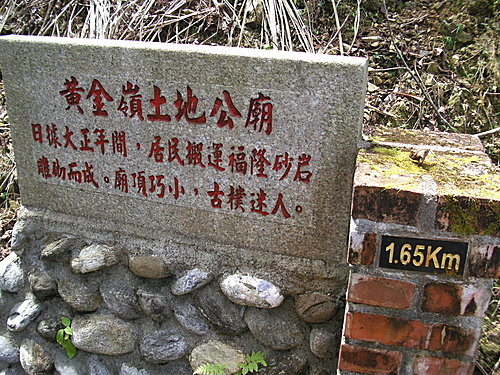 黃金嶺土地公廟
日據大正年間，居民搬運福隆砂岩
雕砌而成。廟頂巧小，古樸迷人。
1.65Km